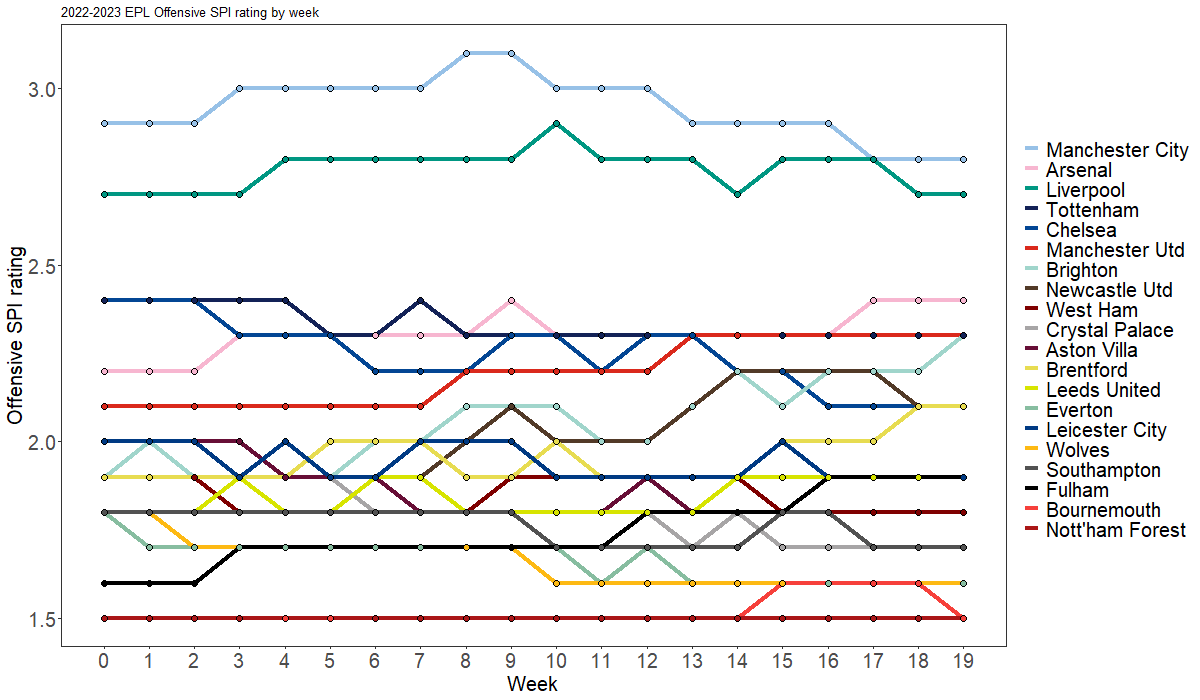 2022-2023 EPL Offensive SPI rating by week
Offensive SPI rating
3.0
2.5
2.0
1.5
0 1 2 3 4 5 6 7 8 9 10 11 12 13 14 15 16 17 18 19
Week
Manchester City
Arsenal
Liverpool
Tottenham
Chelsea
Manchester Utd
Brighton
Newcastle Utd
West Ham
Crystal Palace
Aston Villa
Brentford
Leeds United
Everton
Leicester City
Wolves
Southampton
Fulham
Bournemouth
Nott'ham Forest